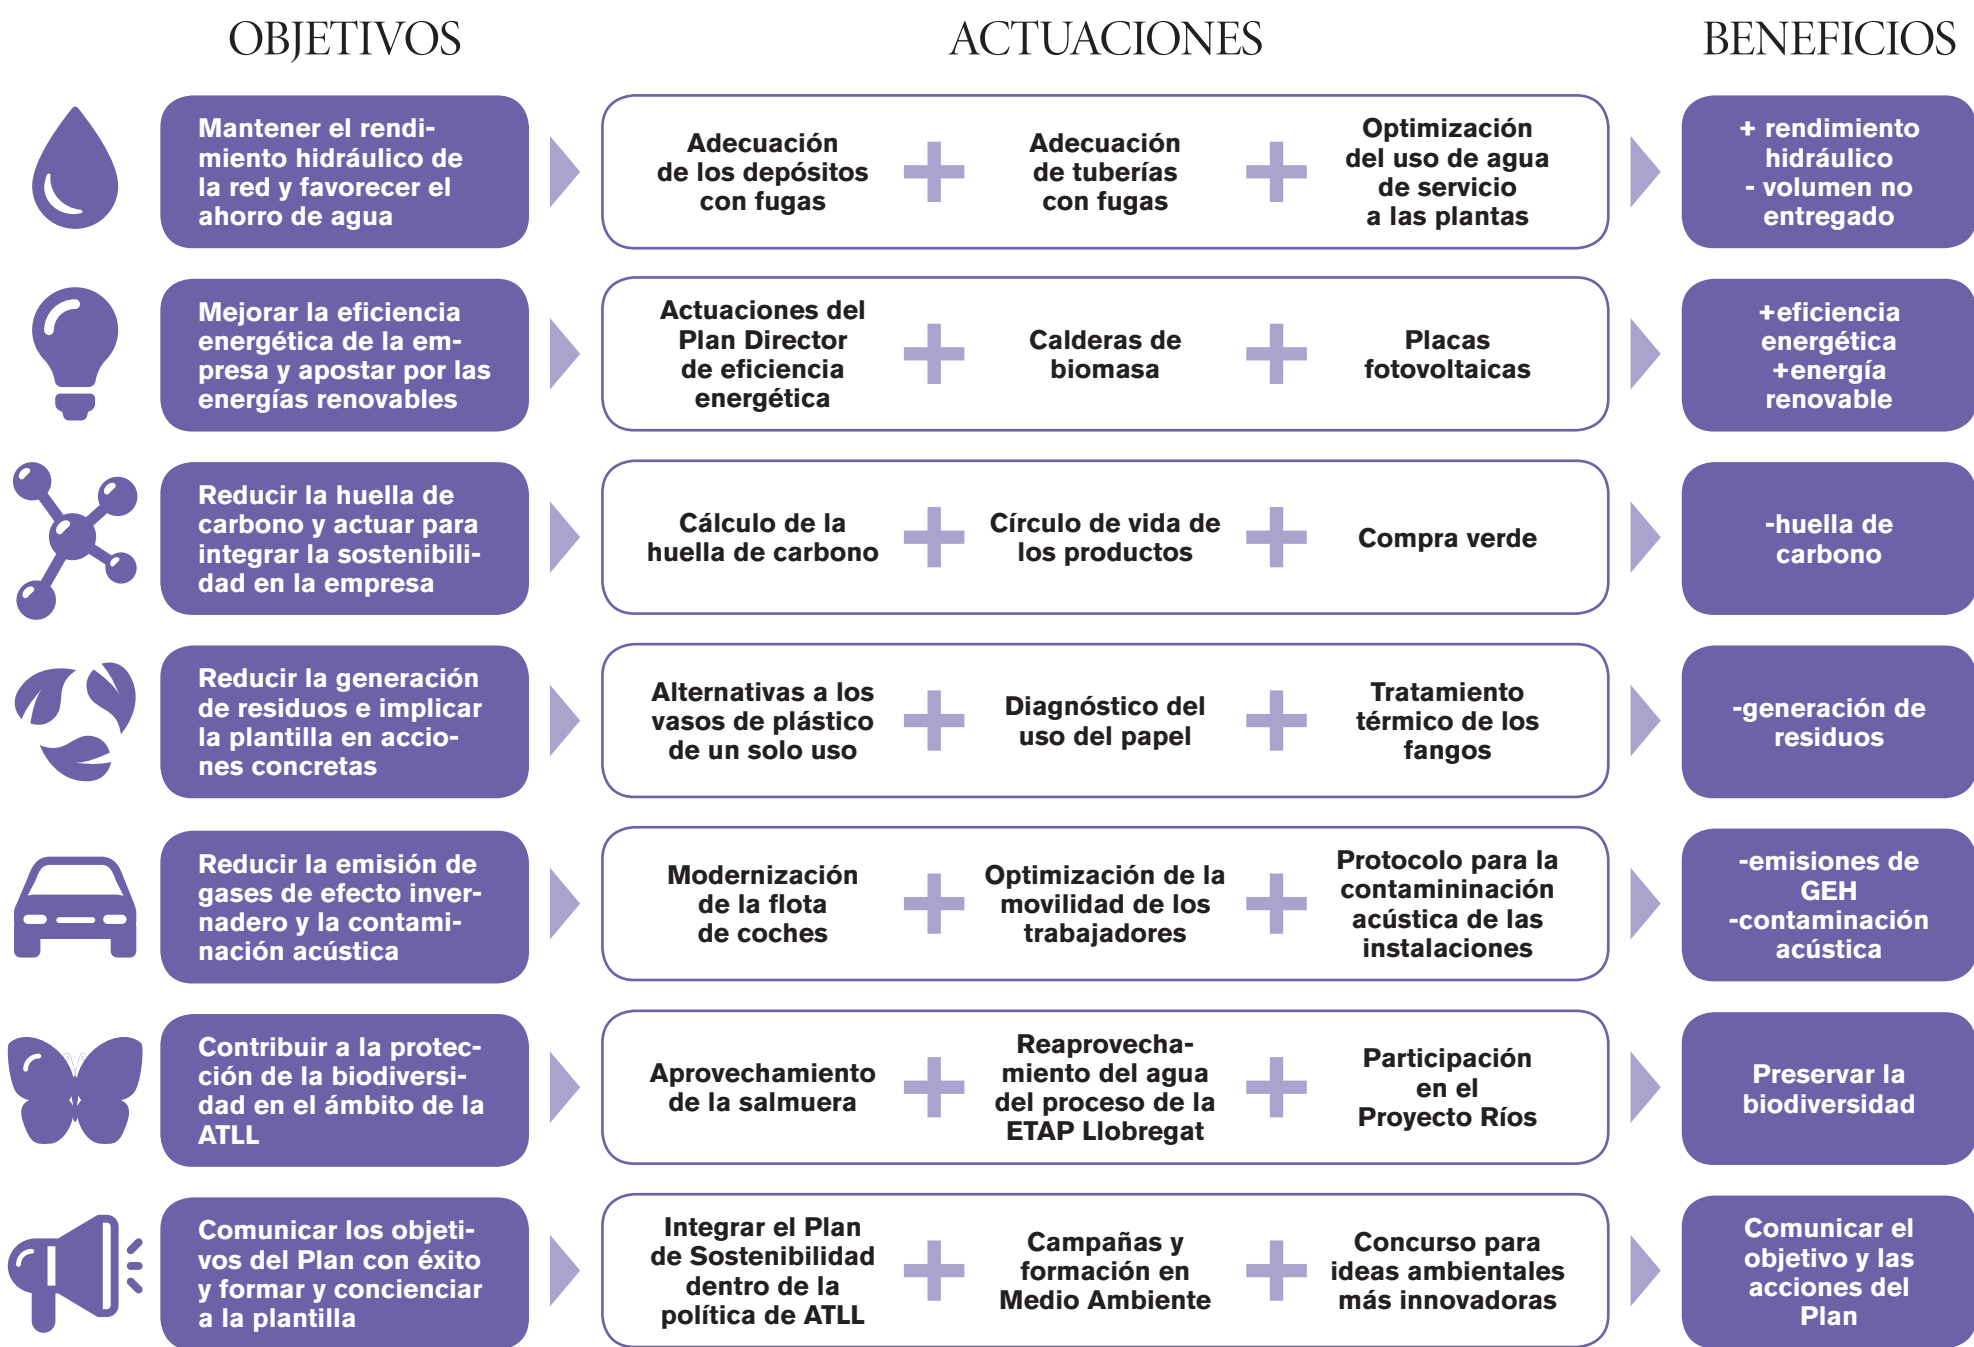 OBJETIVOS
ACTUACIONES
BENEFICIOS
Mantener el rendi-
miento hidráulico de
la red y favorecer el
ahorro de agua
Adecuación
de los depósitos
con fugas
+
Adecuación
de tuberías
con fugas
+
Optimización
del uso de agua
de servicio
a las plantas
+ rendimiento
hidráulico
- volumen no
entregado
Mejorar la eficiencia
energética de la em-
presa y apostar por las
energías renovables
Actuaciones del
Plan Director
de eficiencia
energética
+
Calderas de
biomasa
+
Placas
fotovoltaicas
+eficiencia
energética
+energía
renovable
Reducir la huella de
carbono y actuar para
integrar la sostenibili-
dad en la empresa
Cálculo de la
huella de carbono
+
Círculo de vida de
los productos
+
Compra verde
-huella de
carbono
Reducir la generación
de residuos e implicar
la plantilla en accio-
nes concretas
Alternativas a los
vasos de plástico
de un solo uso
+
Diagnóstico del
uso del papel
+
Tratamiento
térmico de los
fangos
-generación de
residuos
Reducir la emisión de
gases de efecto inver-
nadero y la contami-
nación acústica
Modernización
de la flota
de coches
+
Optimización de la
movilidad de los
trabajadores
+
Protocolo para la
contamininación
acústica de las
instalaciones
-emisiones de
GEH
-contaminación
acústica
Contribuir a la protec-
ción de la biodiversi-
dad en el ámbito de la
ATLL
Aprovechamiento
de la salmuera
+
Reaprovecha-
miento del agua
del proceso de la
ETAP Llobregat
+
Participación
en el
Proyecto Ríos
Preservar la
biodiversidad
Comunicar los objeti-
vos del Plan con éxito
y formar y concienciar
a la plantilla
Integrar el Plan
de Sostenibilidad
dentro de la
política de ATLL
+
Campañas y
formación en
Medio Ambiente
+
Concurso para
ideas ambientales
más innovadoras
Comunicar el
objetivo y las
acciones del
Plan